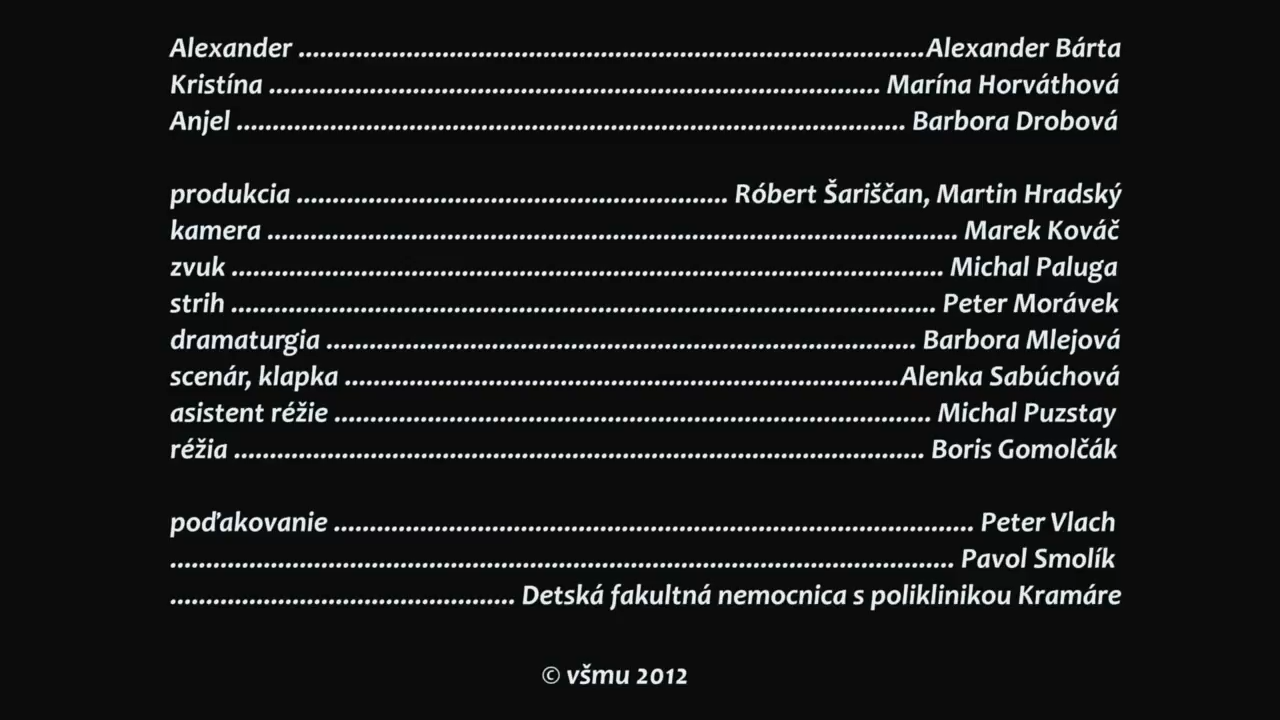 Alexander ........................................................................................Alexander Bárta
Kristína ...................................................................................... Marína Horváthová
Anjel .............................................................................................. Barbora Drobová
produkcia ............................................................. Róbert Šariščan, Martin Hradský
kamera ................................................................................................. Marek Kováč
zvuk .................................................................................................... Michal Paluga
strih ................................................................................................... Peter Morávek
dramaturgia ................................................................................... Barbora Mlejová
scenár, klapka ..............................................................................Alenka Sabúchová
asistent réžie .................................................................................... Michal Puzstay
réžia ................................................................................................. Boris Gomolčák
poďakovanie .......................................................................................... Peter Vlach
.............................................................................................................. Pavol Smolík
................................................. Detská fakultná nemocnica s poliklinikou Kramáre
© všmu 2012